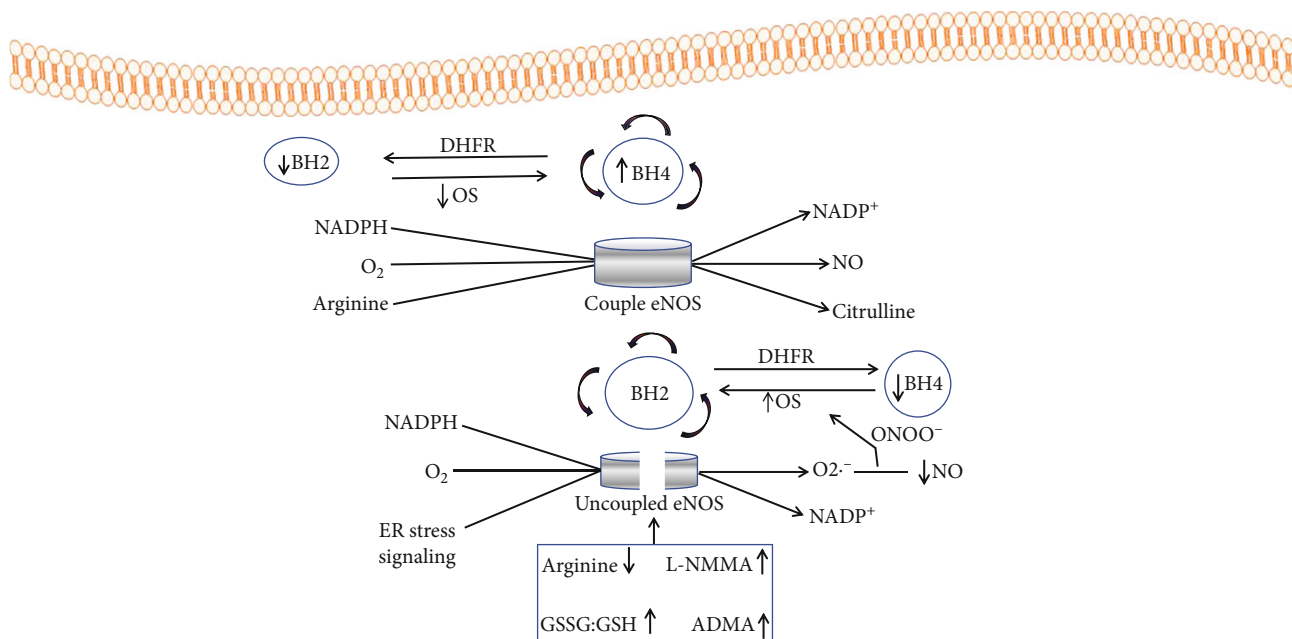 DHFR
↓BH2
↑BH4
↓OS
NADPH
NADP⁺
O₂
NO
Arginine
Couple eNOS
Citrulline
DHFR
BH2
↓BH4
↑OS
NADPH
ONOO⁻
O₂
O2·⁻
↓NO
Uncoupled eNOS
NADP⁺
ER stress
signaling
Arginine↓ L-NMMA↑
GSSG:GSH↑ ADMA↑